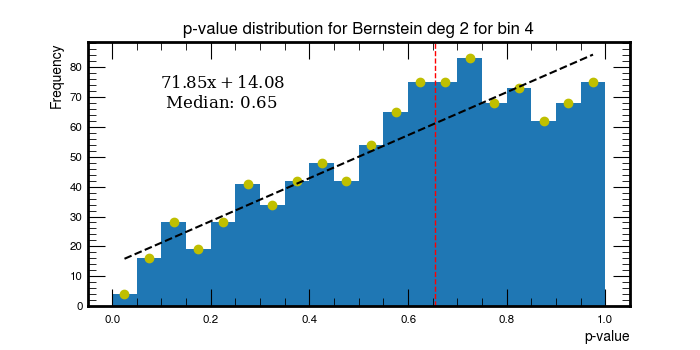 p-value distribution for Bernstein deg 2 for bin 4
Frequency
80
70
60
50
40
30
20
10
0
71.85x + 14.08
Median: 0.65
0.0 0.2 0.4 0.6 0.8 1.0
p-value